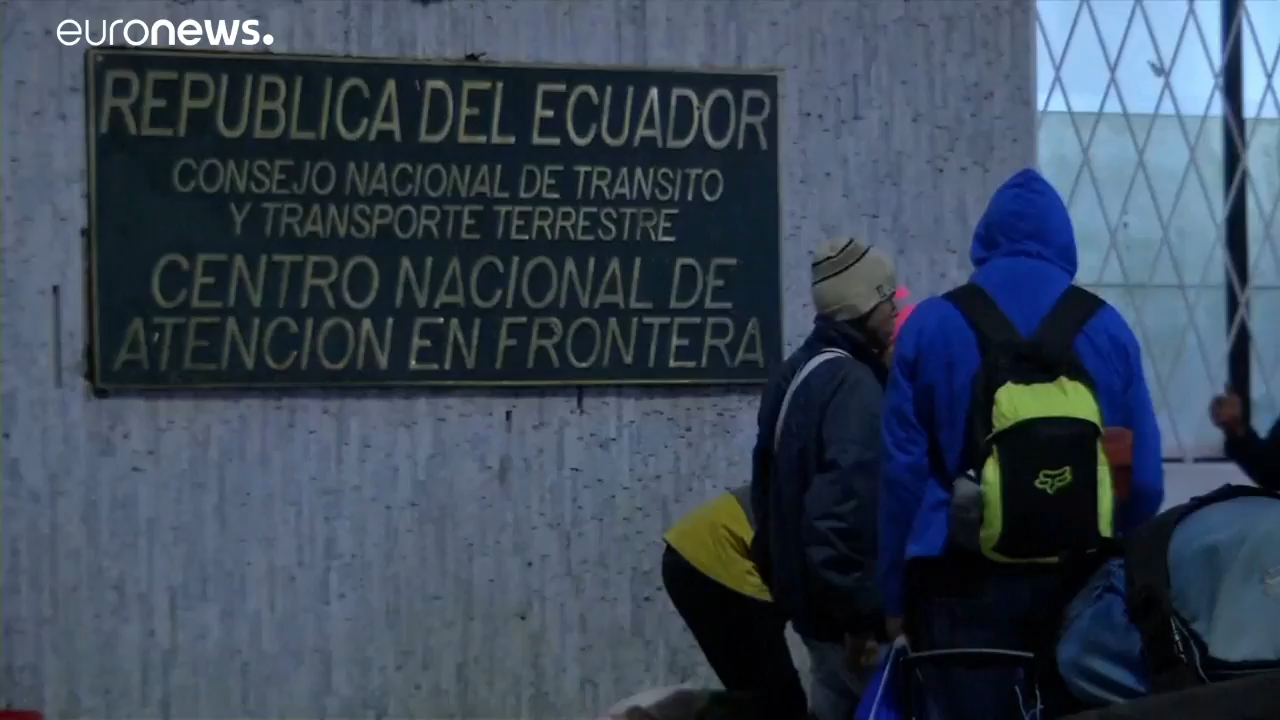 euronews.
REPUBLICA DEL ECUADOR
CONSEJO NACIONAL DE TRANSITO
Y TRANSPORTE TERRESTRE
CENTRO NACIONAL DE
ATENCION EN FRONTERA